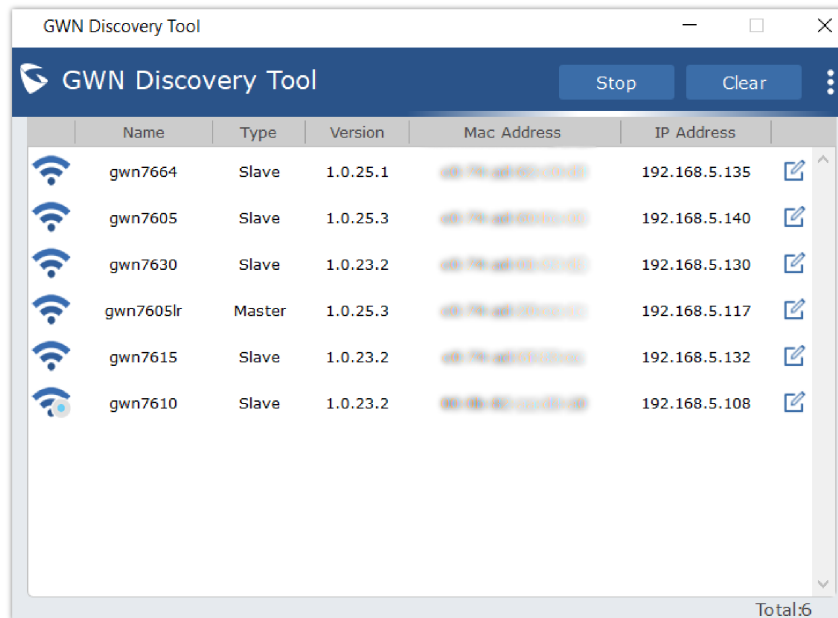 GWN Discovery Tool
GWN Discovery Tool Stop Clear
Name Type Version Mac Address IP Address
gwn7664 Slave 1.0.25.1 192.168.5.135
gwn7605 Slave 1.0.25.3 192.168.5.140
gwn7630 Slave 1.0.23.2 192.168.5.130
gwn7605lr Master 1.0.25.3 192.168.5.117
gwn7615 Slave 1.0.23.2 192.168.5.132
gwn7610 Slave 1.0.23.2 192.168.5.108
Total:6